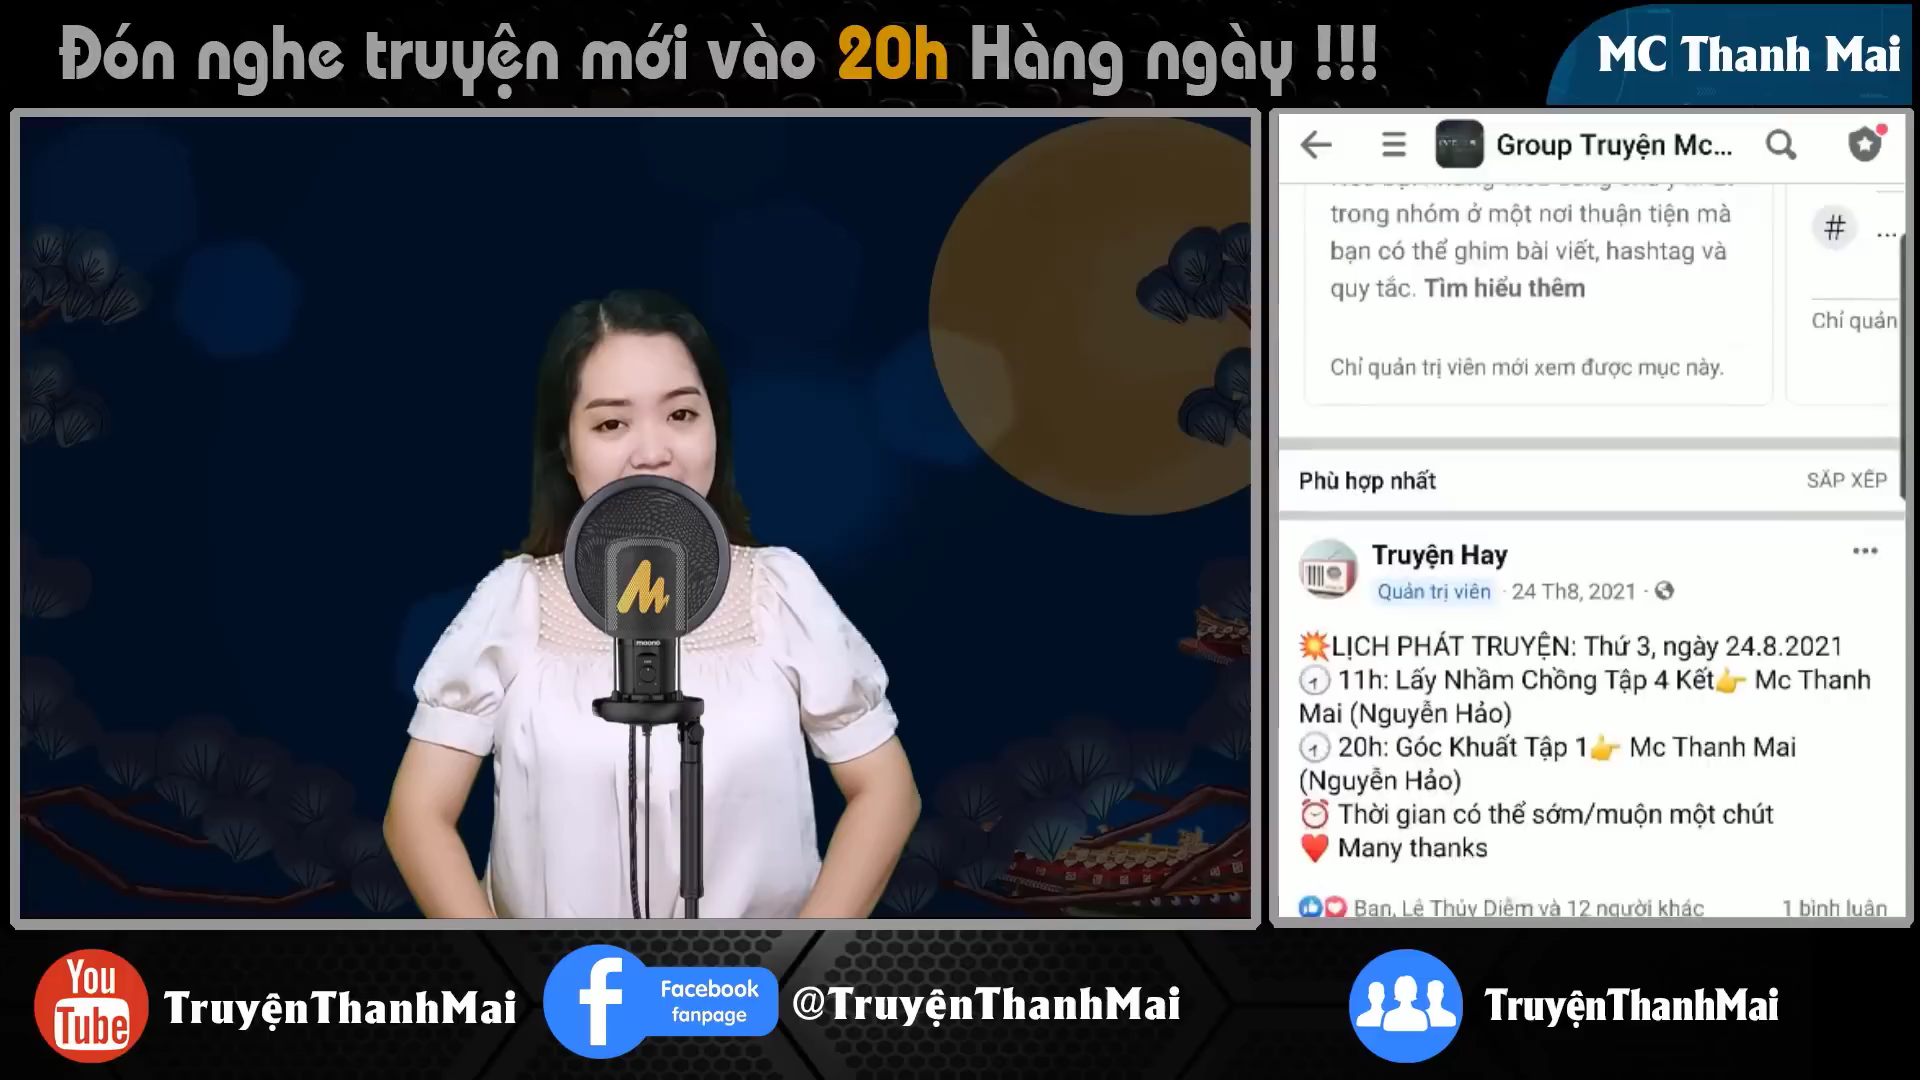 Đón nghe truyện mới vào 20h Hàng ngày !!!
MC Thanh Mai
Group Truyện Mc...
trong nhóm ở một nơi thuận tiện mà
bạn có thể ghim bài viết, hashtag và
quy tắc. Tìm hiểu thêm
Chỉ quản trị viên mới xem được mục này.
# ...
Chỉ quản
Phù hợp nhất
SẮP XẾP
Truyện Hay
Quản trị viên · 24 Th8, 2021 ·
💥LỊCH PHÁT TRUYỆN: Thứ 3, ngày 24.8.2021
🕢 11h: Lấy Nhầm Chồng Tập 4 Kết👉 Mc Thanh
Mai (Nguyễn Hảo)
🕢 20h: Góc Khuất Tập 1👉 Mc Thanh Mai
(Nguyễn Hảo)
⏰ Thời gian có thể sớm/muộn một chút
❤️ Many thanks
Bạn, Lê Thủy Diễm và 12 người khác
1 bình luận
maono
You
Tube
TruyệnThanhMai
f
Facebook
fanpage
@TruyệnThanhMai
TruyệnThanhMai